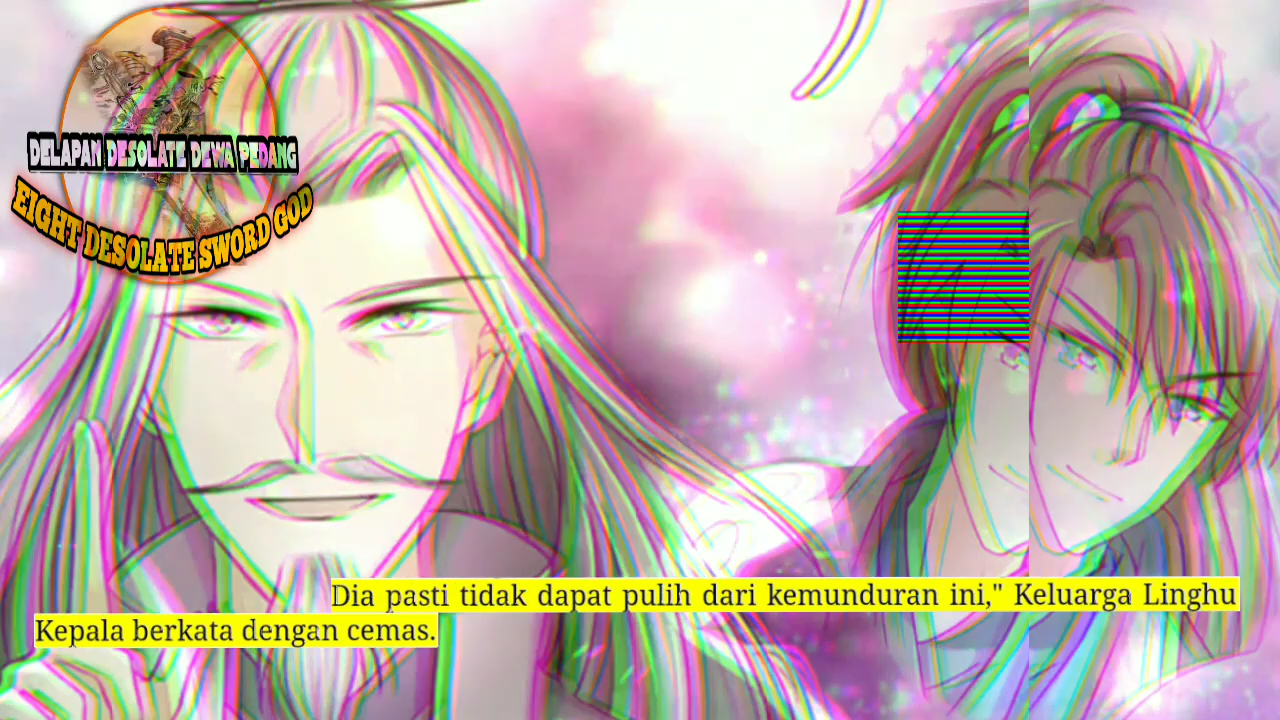 DELAPAN DESOLATE DEWA PEDANG
EIGHT DESOLATE SWORD GOD
Dia pasti tidak dapat pulih dari kemunduran ini," Keluarga Linghu
Kepala berkata dengan cemas.